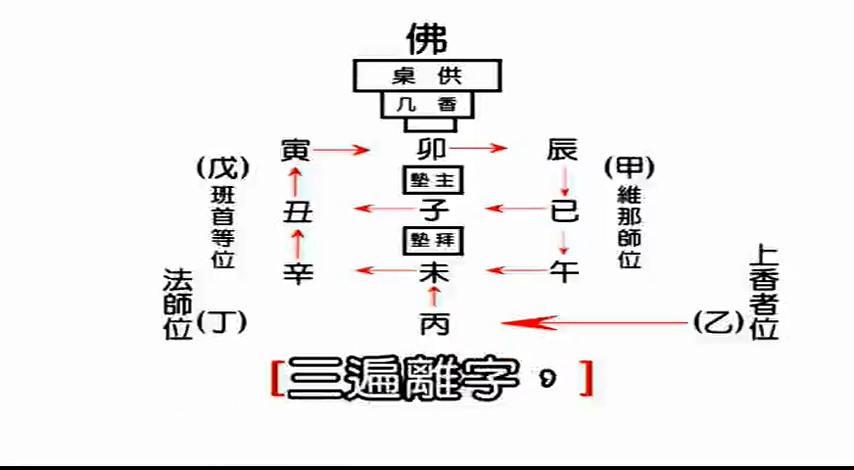 佛
桌 供
几 香
寅 卯 辰
(戊) 班首等位
墊主
(甲) 維那師位
丑 子 巳
墊拜
辛 未 午
法師位(丁)
丙
(乙)上香者位
[三遍離字，]